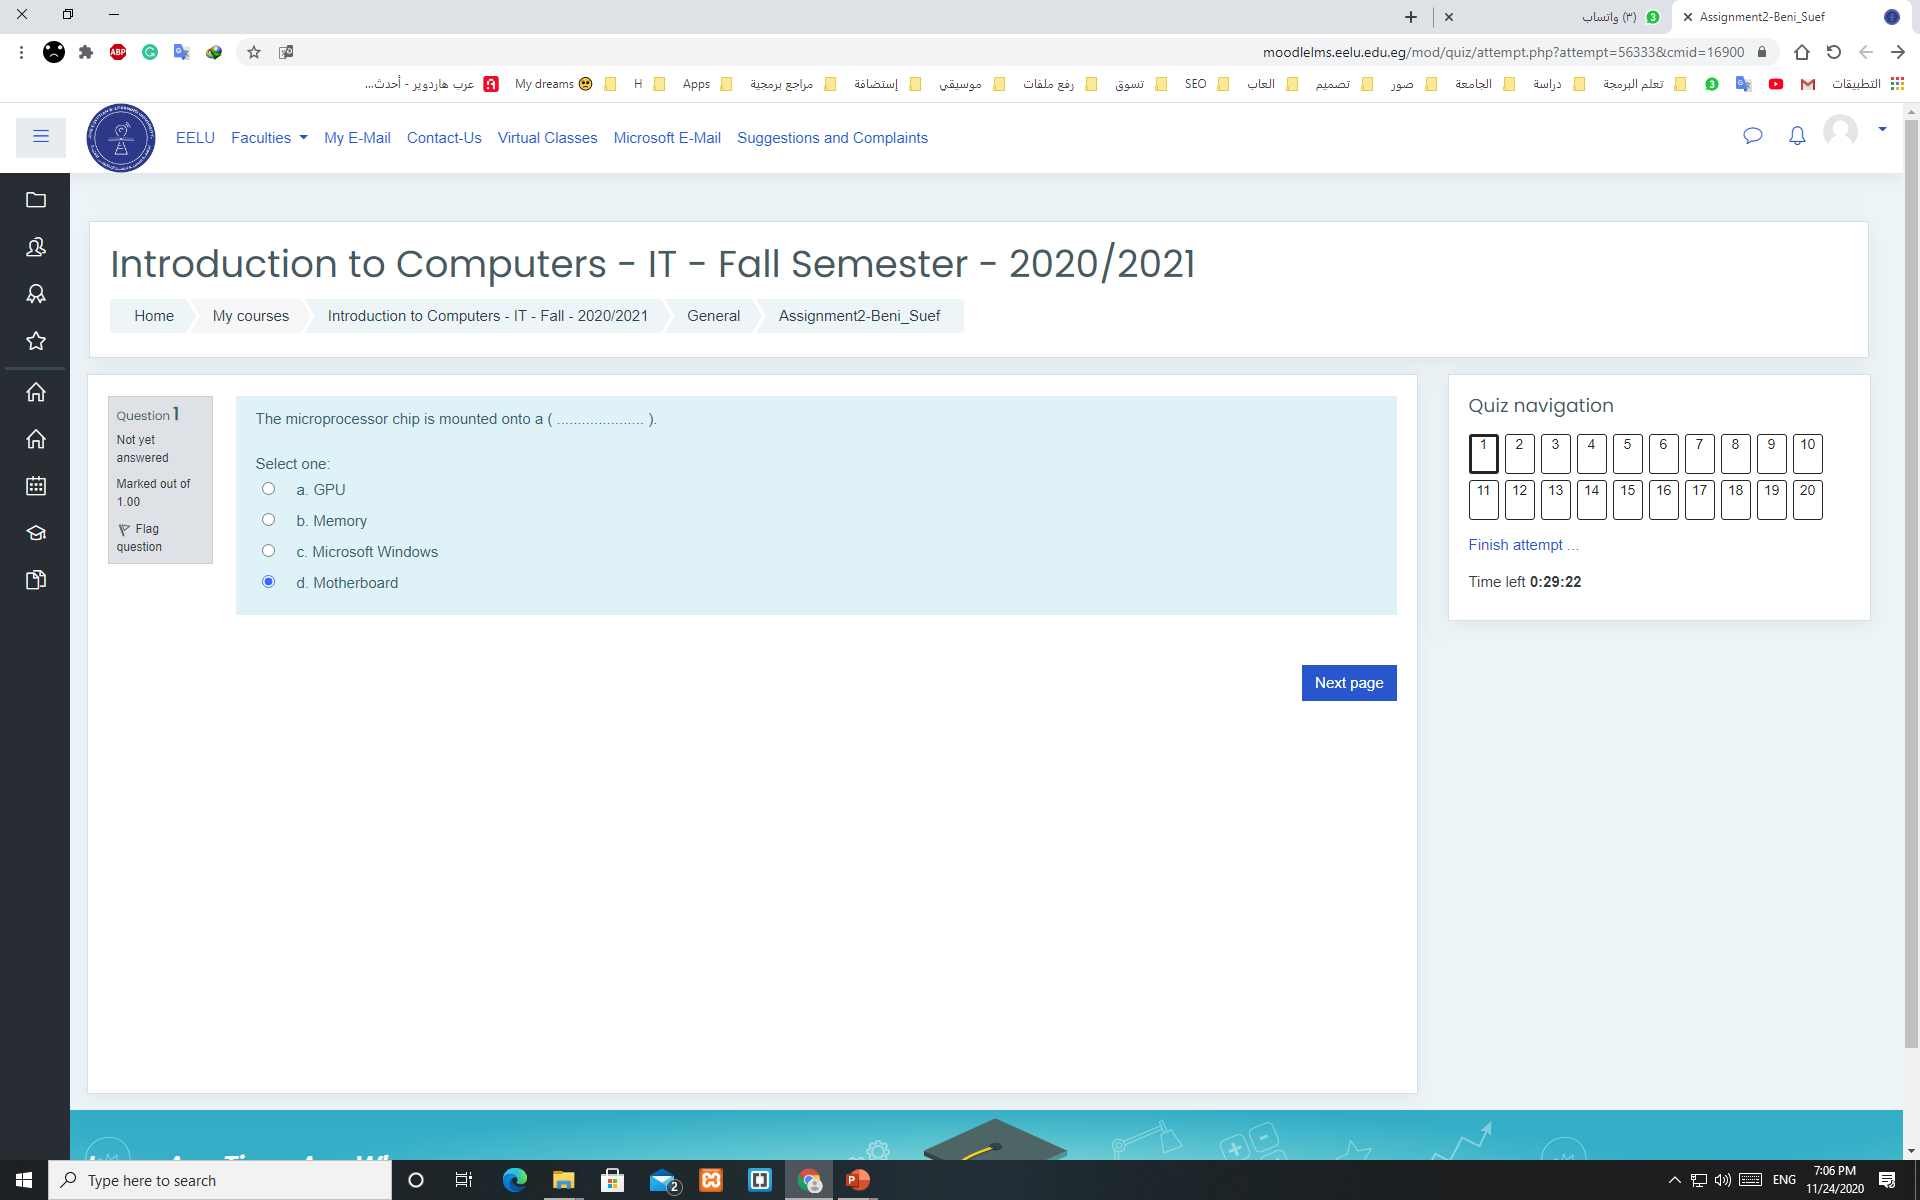 (٣) واتساب
Assignment2-Beni_Suef
moodlelms.eelu.edu.eg/mod/quiz/attempt.php?attempt=56333&cmid=16900
التطبيقات
تعلم البرمجة
دراسة
الجامعة
صور
تصميم
العاب
SEO
تسوق
رفع ملفات
موسيقي
إستضافة
مراجع برمجية
Apps
H
My dreams
عرب هاردوير - أحدث...
EELU Faculties My E-Mail Contact-Us Virtual Classes Microsoft E-Mail Suggestions and Complaints
Introduction to Computers - IT - Fall Semester - 2020/2021
Home My courses Introduction to Computers - IT - Fall - 2020/2021 General Assignment2-Beni_Suef
Question 1
Not yet
answered
Marked out of
1.00
Flag
question
The microprocessor chip is mounted onto a ( ..................... ).
Select one:
a. GPU
b. Memory
c. Microsoft Windows
d. Motherboard
Next page
Quiz navigation
1 2 3 4 5 6 7 8 9 10
11 12 13 14 15 16 17 18 19 20
Finish attempt ...
Time left 0:29:22
Type here to search
2
ENG
7:06 PM
11/24/2020